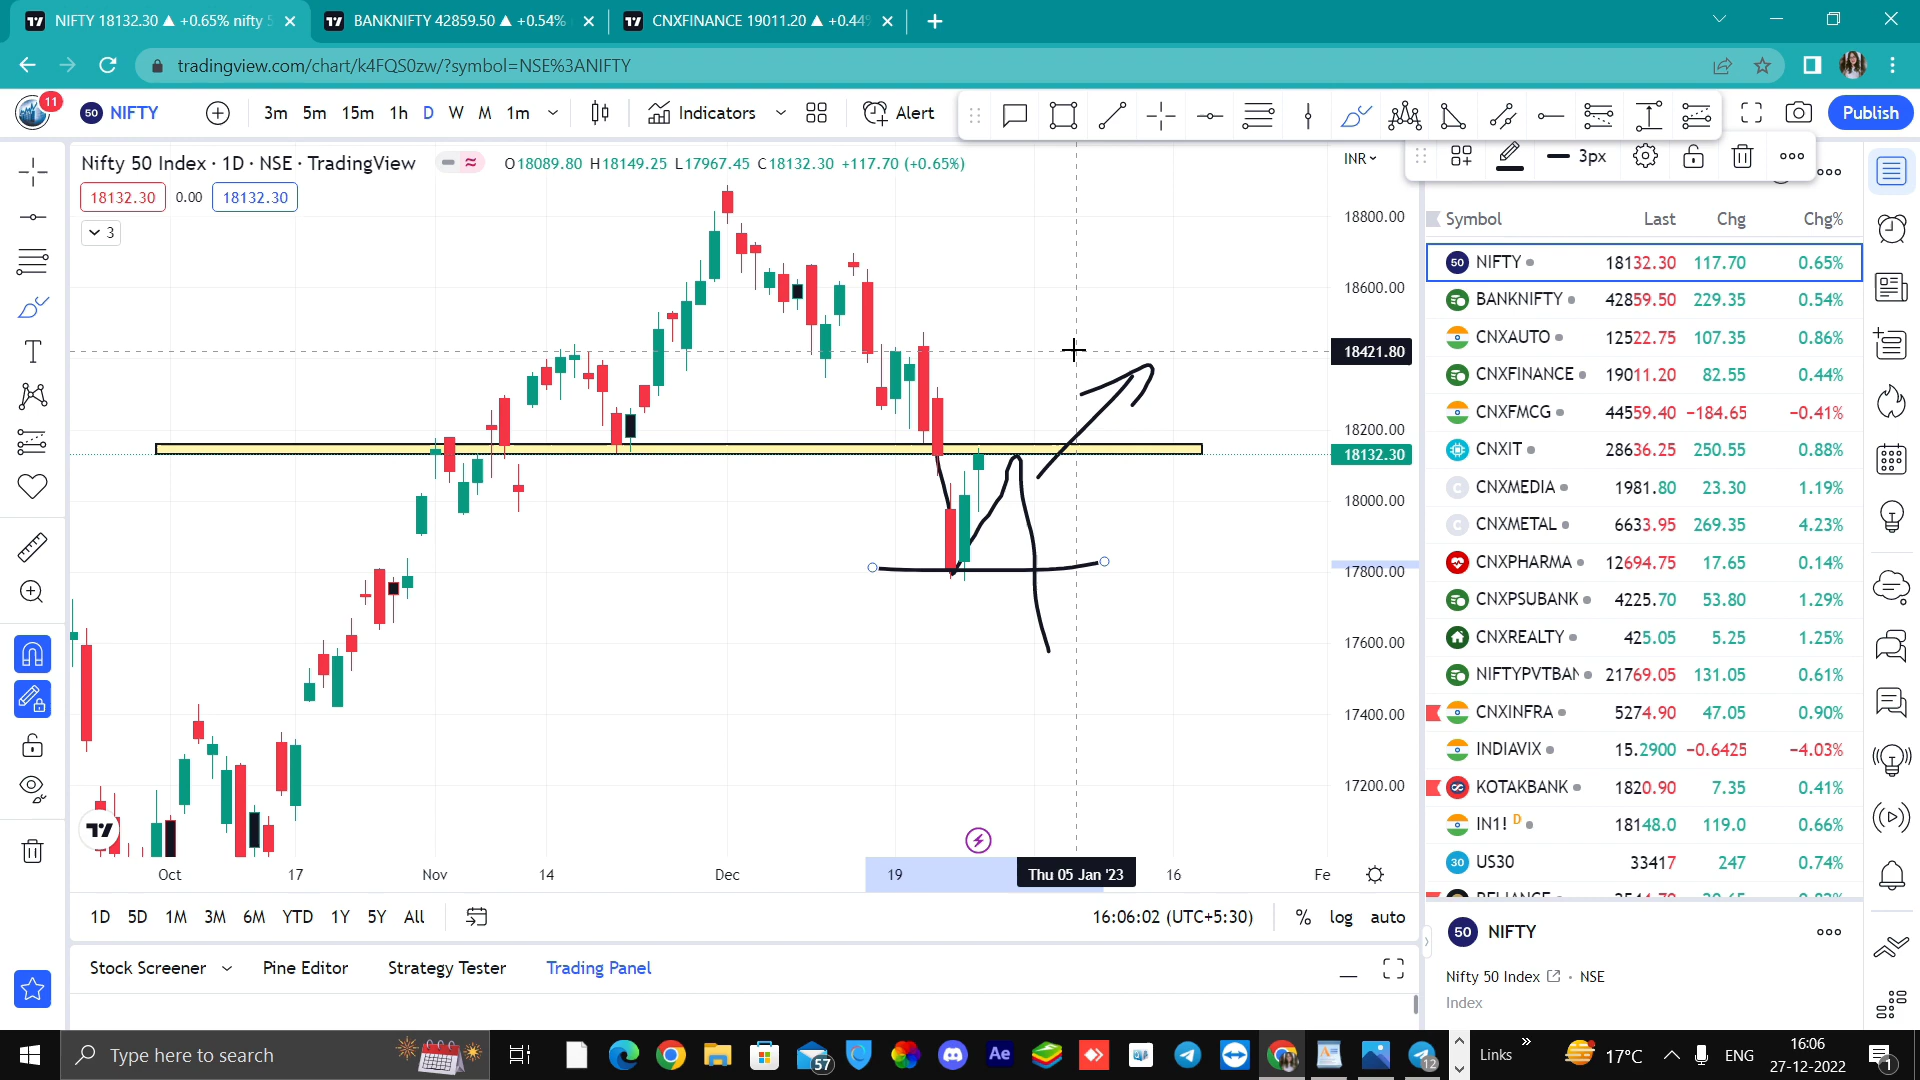 NIFTY 18132.30 ▲ +0.65% nifty 5
BANKNIFTY 42859.50 ▲ +0.54%
CNXFINANCE 19011.20 ▲ +0.44%
tradingview.com/chart/k4FQS0zw/?symbol=NSE%3ANIFTY
11
50 NIFTY 3m 5m 15m 1h D W M 1m Indicators Alert Publish
Nifty 50 Index · 1D · NSE · TradingView O18089.80 H18149.25 L17967.45 C18132.30 +117.70 (+0.65%)
INR
3px
18132.30 0.00 18132.30
3
18800.00
18600.00
18421.80
18200.00
18132.30
18000.00
17800.00
17600.00
17400.00
17200.00
Oct 17 Nov 14 Dec 19 Thu 05 Jan '23 16 Fe
1D 5D 1M 3M 6M YTD 1Y 5Y All
16:06:02 (UTC+5:30) % log auto
Stock Screener Pine Editor Strategy Tester Trading Panel
Symbol Last Chg Chg%
50 NIFTY 18132.30 117.70 0.65%
BANKNIFTY 42859.50 229.35 0.54%
CNXAUTO 12522.75 107.35 0.86%
CNXFINANCE 19011.20 82.55 0.44%
CNXFMCG 44559.40 −184.65 −0.41%
CNXIT 28636.25 250.55 0.88%
C CNXMEDIA 1981.80 23.30 1.19%
C CNXMETAL 6633.95 269.35 4.23%
CNXPHARMA 12694.75 17.65 0.14%
CNXPSUBANK 4225.70 53.80 1.29%
CNXREALTY 425.05 5.25 1.25%
NIFTYPVTBAN 21769.05 131.05 0.61%
CNXINFRA 5274.90 47.05 0.90%
INDIAVIX 15.2900 −0.6425 −4.03%
KOTAKBANK 1820.90 7.35 0.41%
IN1! D 18148.0 119.0 0.66%
30 US30 33417 247 0.74%
50 NIFTY
Nifty 50 Index · NSE
Index
Type here to search
57
Ae
12
Links
17°C
ENG
16:06
27-12-2022
1